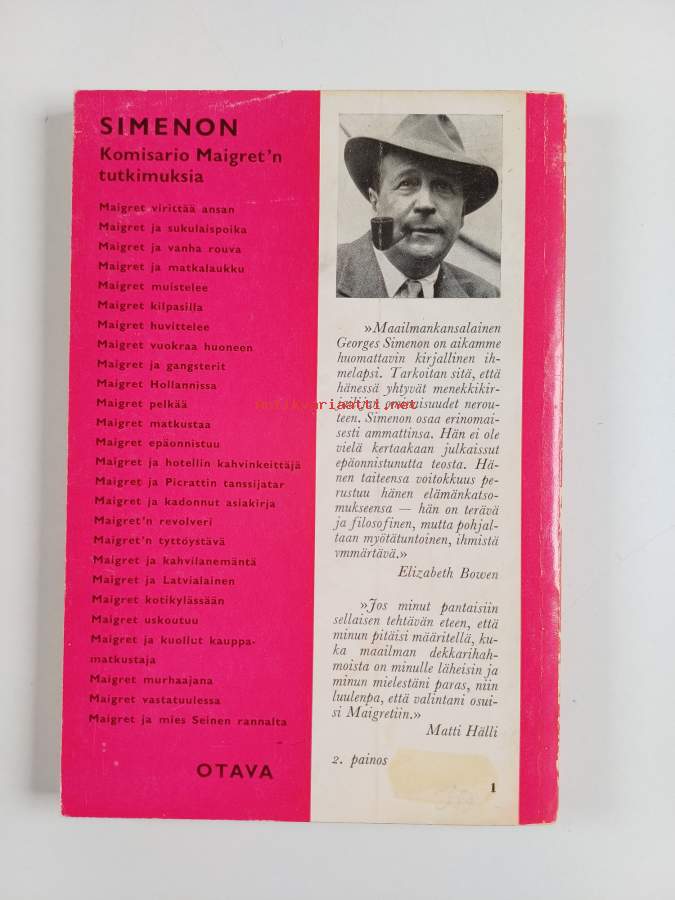 SIMENON
Komisario Maigret'n
tutkimuksia
Maigret virittää ansan
Maigret ja sukulaispoika
Maigret ja vanha rouva
Maigret ja matkalaukku
Maigret muistelee
Maigret kilpasilla
Maigret huvittelee
Maigret vuokraa huoneen
Maigret ja gangsterit
Maigret Hollannissa
Maigret pelkää
Maigret matkustaa
Maigret epäonnistuu
Maigret ja hotellin kahvinkeittäjä
Maigret ja Picrattin tanssijatar
Maigret ja kadonnut asiakirja
Maigret'n revolveri
Maigret'n tyttöystävä
Maigret ja kahvilanemäntä
Maigret ja Latvialainen
Maigret kotikylässään
Maigret uskoutuu
Maigret ja kuollut kauppa-
matkustaja
Maigret murhaajana
Maigret vastatuulessa
Maigret ja mies Seinen rannalta
OTAVA
»Maailmankansalainen
Georges Simenon on aikamme
huomattavin kirjallinen ih-
melapsi. Tarkoitan sitä, että
hänessä yhtyvät menekkikir-
ominaisuudet nerou-
teen. Simenon osaa erinomai-
sesti ammattinsa. Hän ei ole
vielä kertaakaan julkaissut
epäonnistunutta teosta. Hä-
nen taiteensa voitokkuus pe-
rustuu hänen elämänkatso-
mukseensa — hän on terävä
ja filosofinen, mutta pohjal-
taan myötätuntoinen, ihmistä
ymmärtävä.»
Elizabeth Bowen
»Jos minut pantaisiin
sellaisen tehtävän eteen, että
minun pitäisi määritellä, ku-
ka maailman dekkarihah-
moista on minulle läheisin ja
minun mielestäni paras, niin
luulenpa, että valintani osui-
si Maigretiin.»
Matti Hälli
2. painos
1
antikvariaatti.net